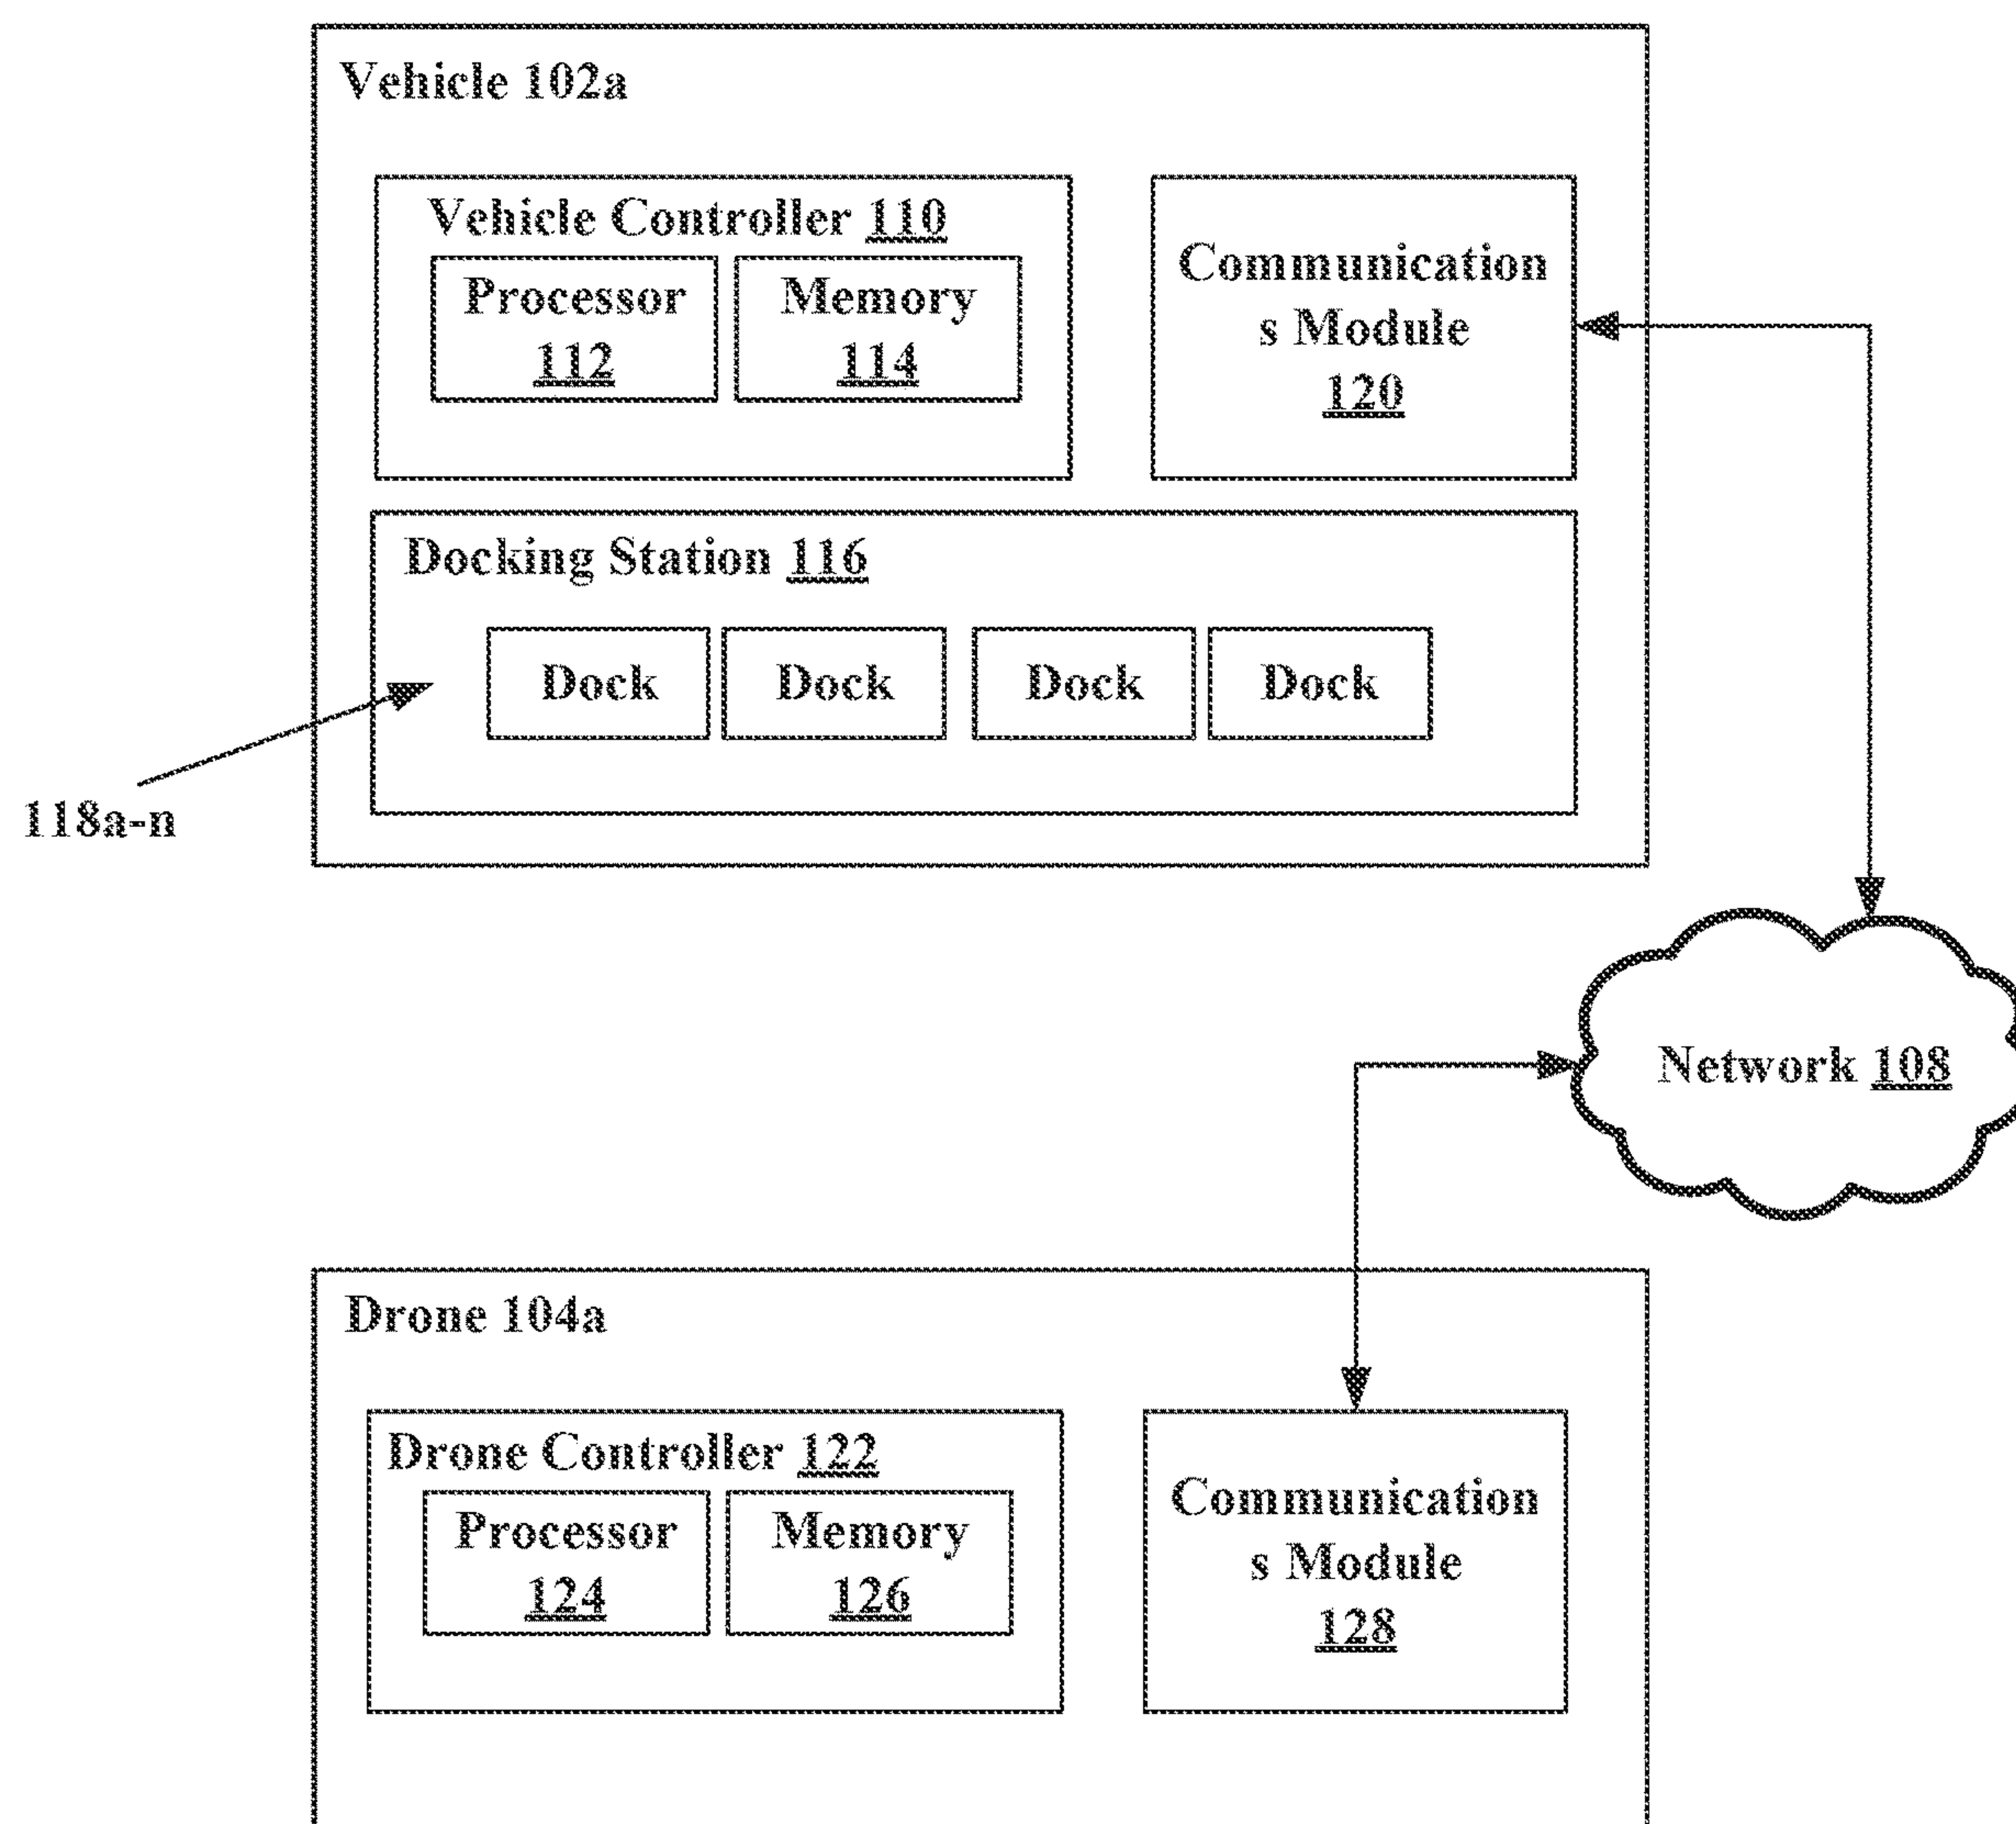 Vehicle 102a
Vehicle Controller 110
Processor
112
Memory
114
Communication
s Module
120
Docking Station 116
Dock
Dock
Dock
Dock
118a-n
Network 108
Drone 104a
Drone Controller 122
Processor
124
Memory
126
Communication
s Module
128